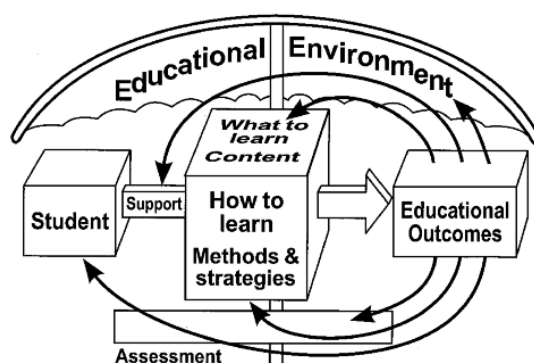 Educational Environment
What to
learn
Content
Student
Support
How to
learn
Methods &
strategies
Educational
Outcomes
Assessment